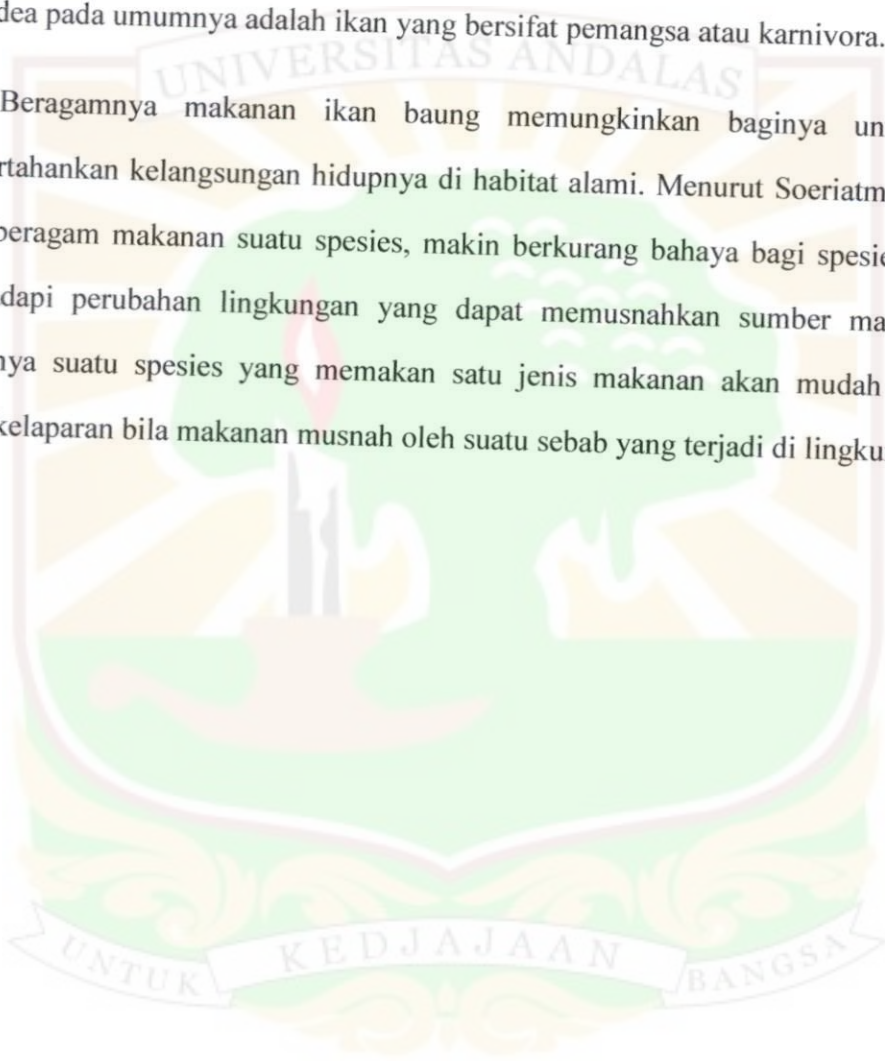 dea pada umumnya adalah ikan yang bersifat pemangsa atau karnivora.
UNIVERSITAS ANDALAS
Beragamnya makanan ikan baung memungkinkan baginya un
rtahankan kelangsungan hidupnya di habitat alami. Menurut Soeriatm
beragam makanan suatu spesies, makin berkurang bahaya bagi spesie
dapi perubahan lingkungan yang dapat memusnahkan sumber ma
nya suatu spesies yang memakan satu jenis makanan akan mudah
kelaparan bila makanan musnah oleh suatu sebab yang terjadi di lingku
UNTUK KEDJAJAAN BANGSA